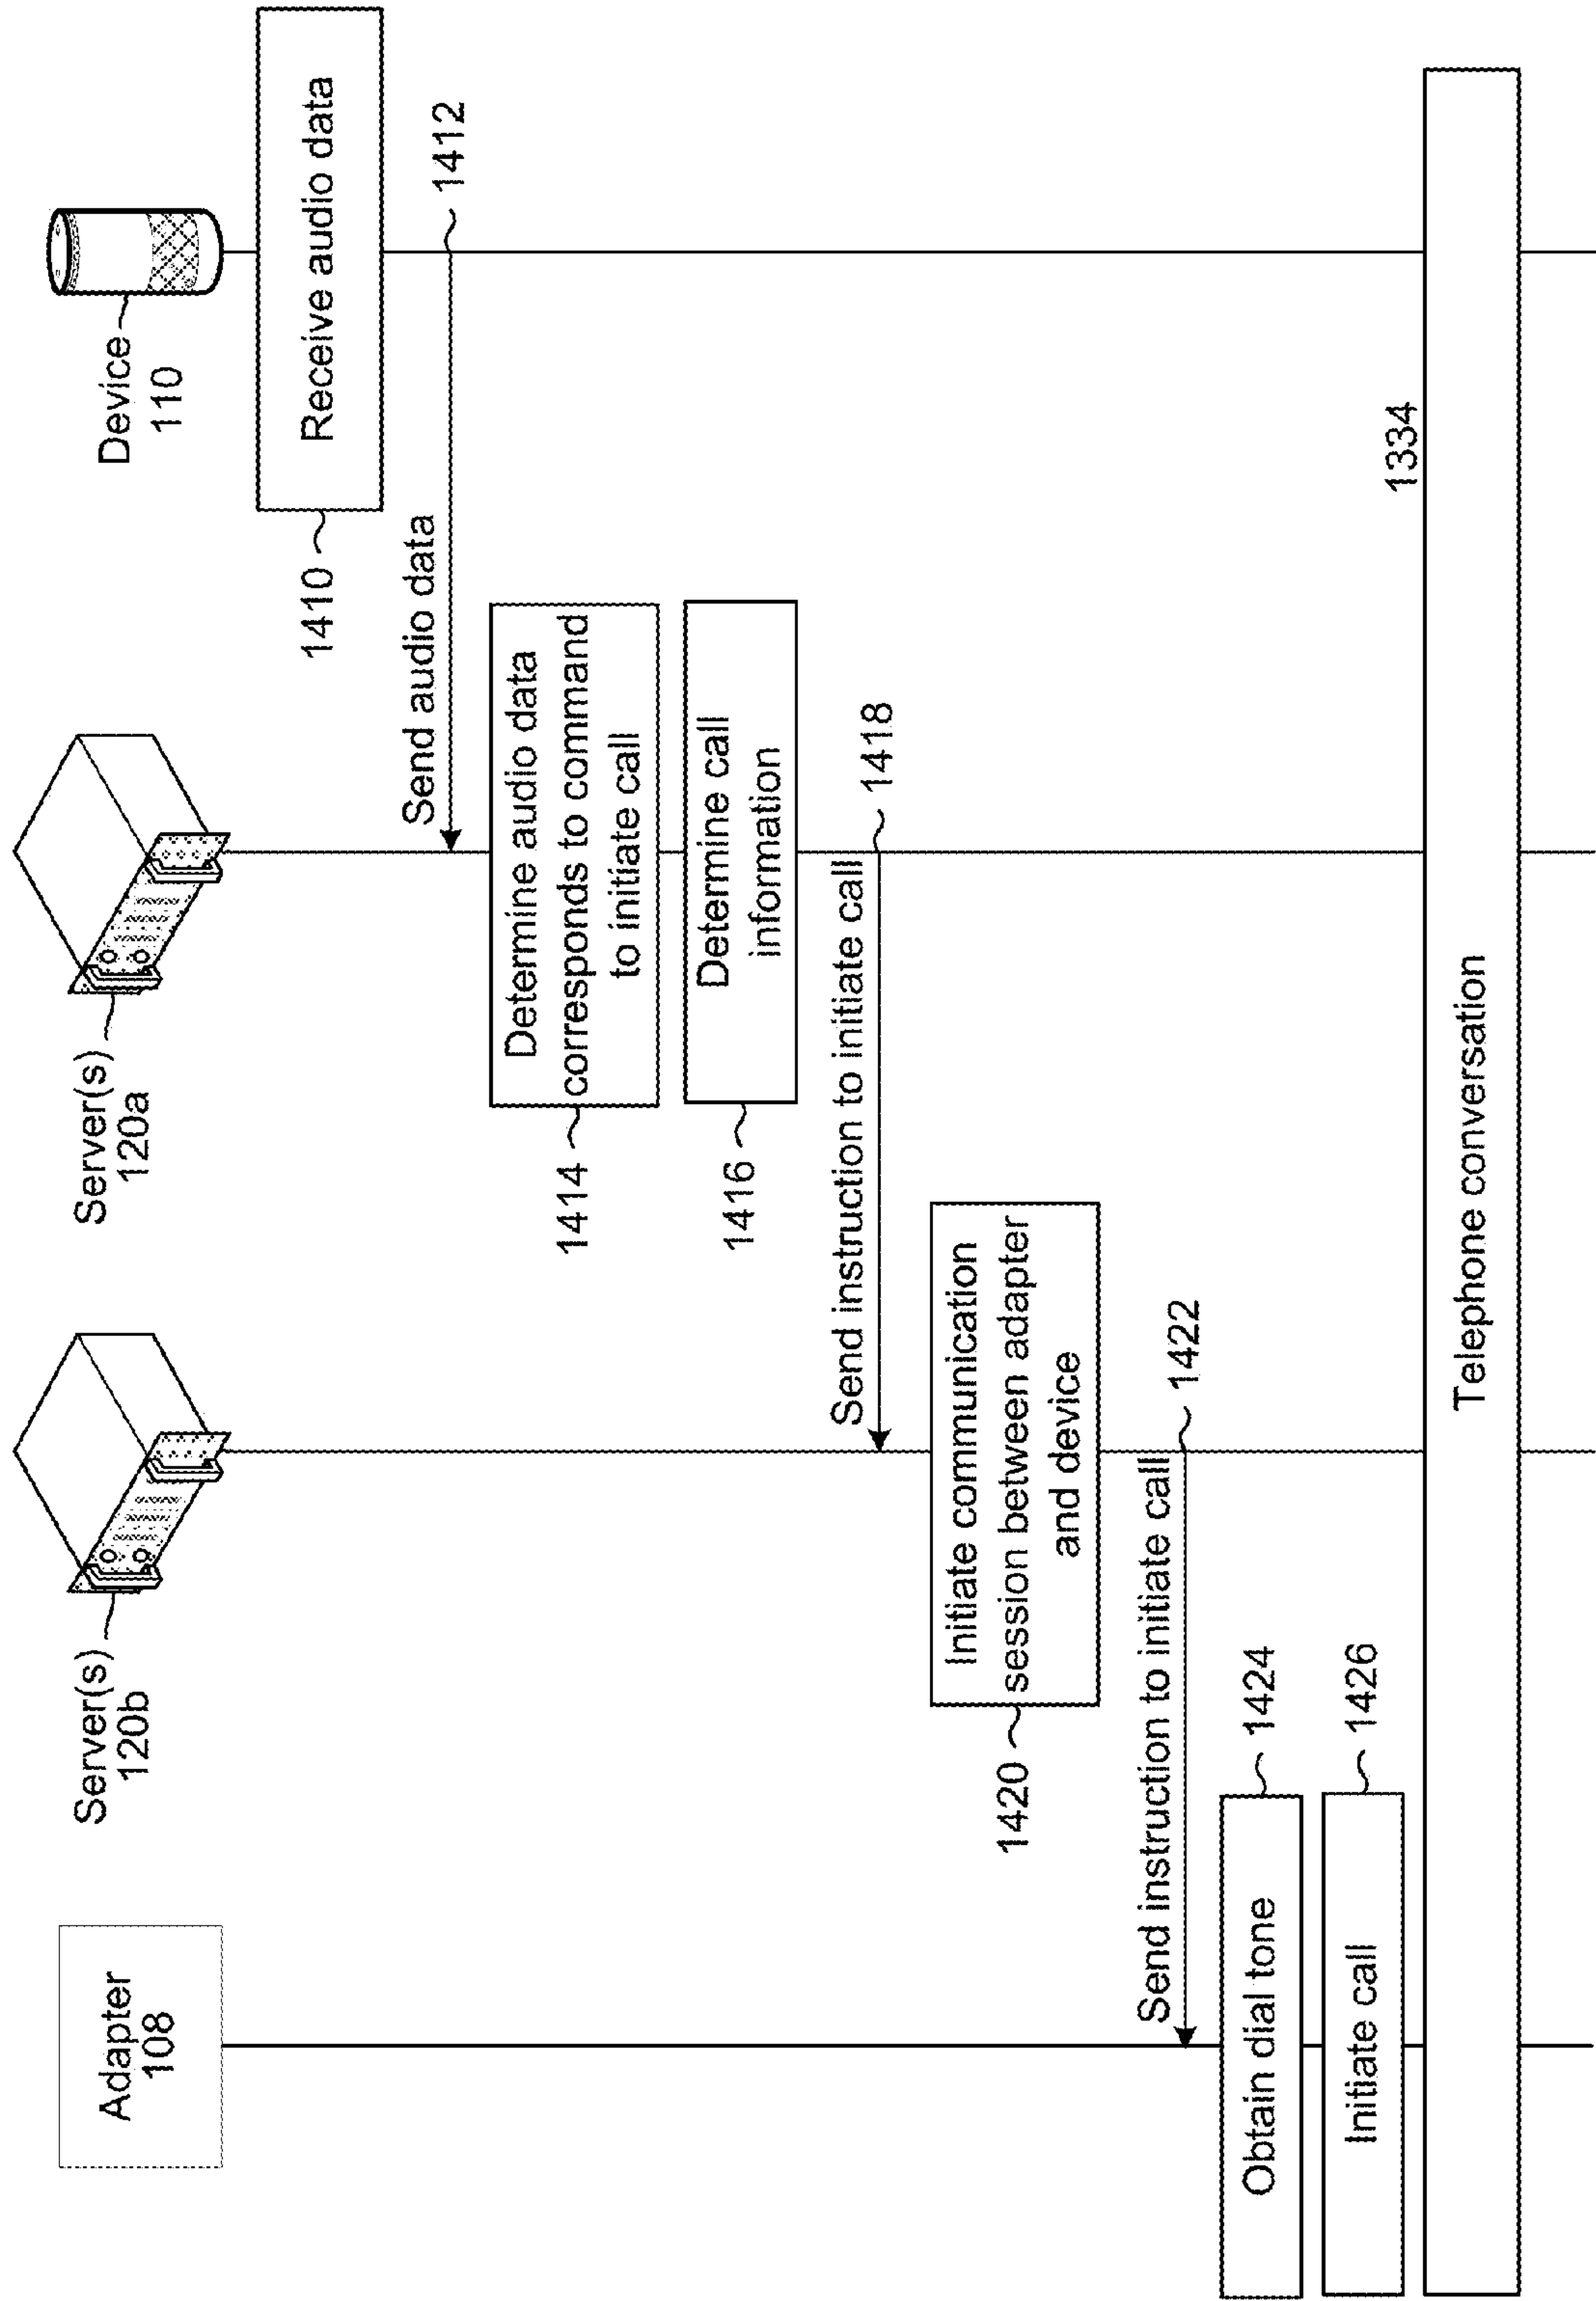 Adapter
108
Server(s)
120b
Server(s)
120a
Device
110
1410
Receive audio data
Send audio data
1412
1414
Determine audio data
corresponds to command
to initiate call
1416
Determine call
information
Send instruction to initiate call
1418
1420
Initiate communication
session between adapter
and device
Send instruction to initiate call
1422
Obtain dial tone
1424
Initiate call
1426
1334
Telephone conversation